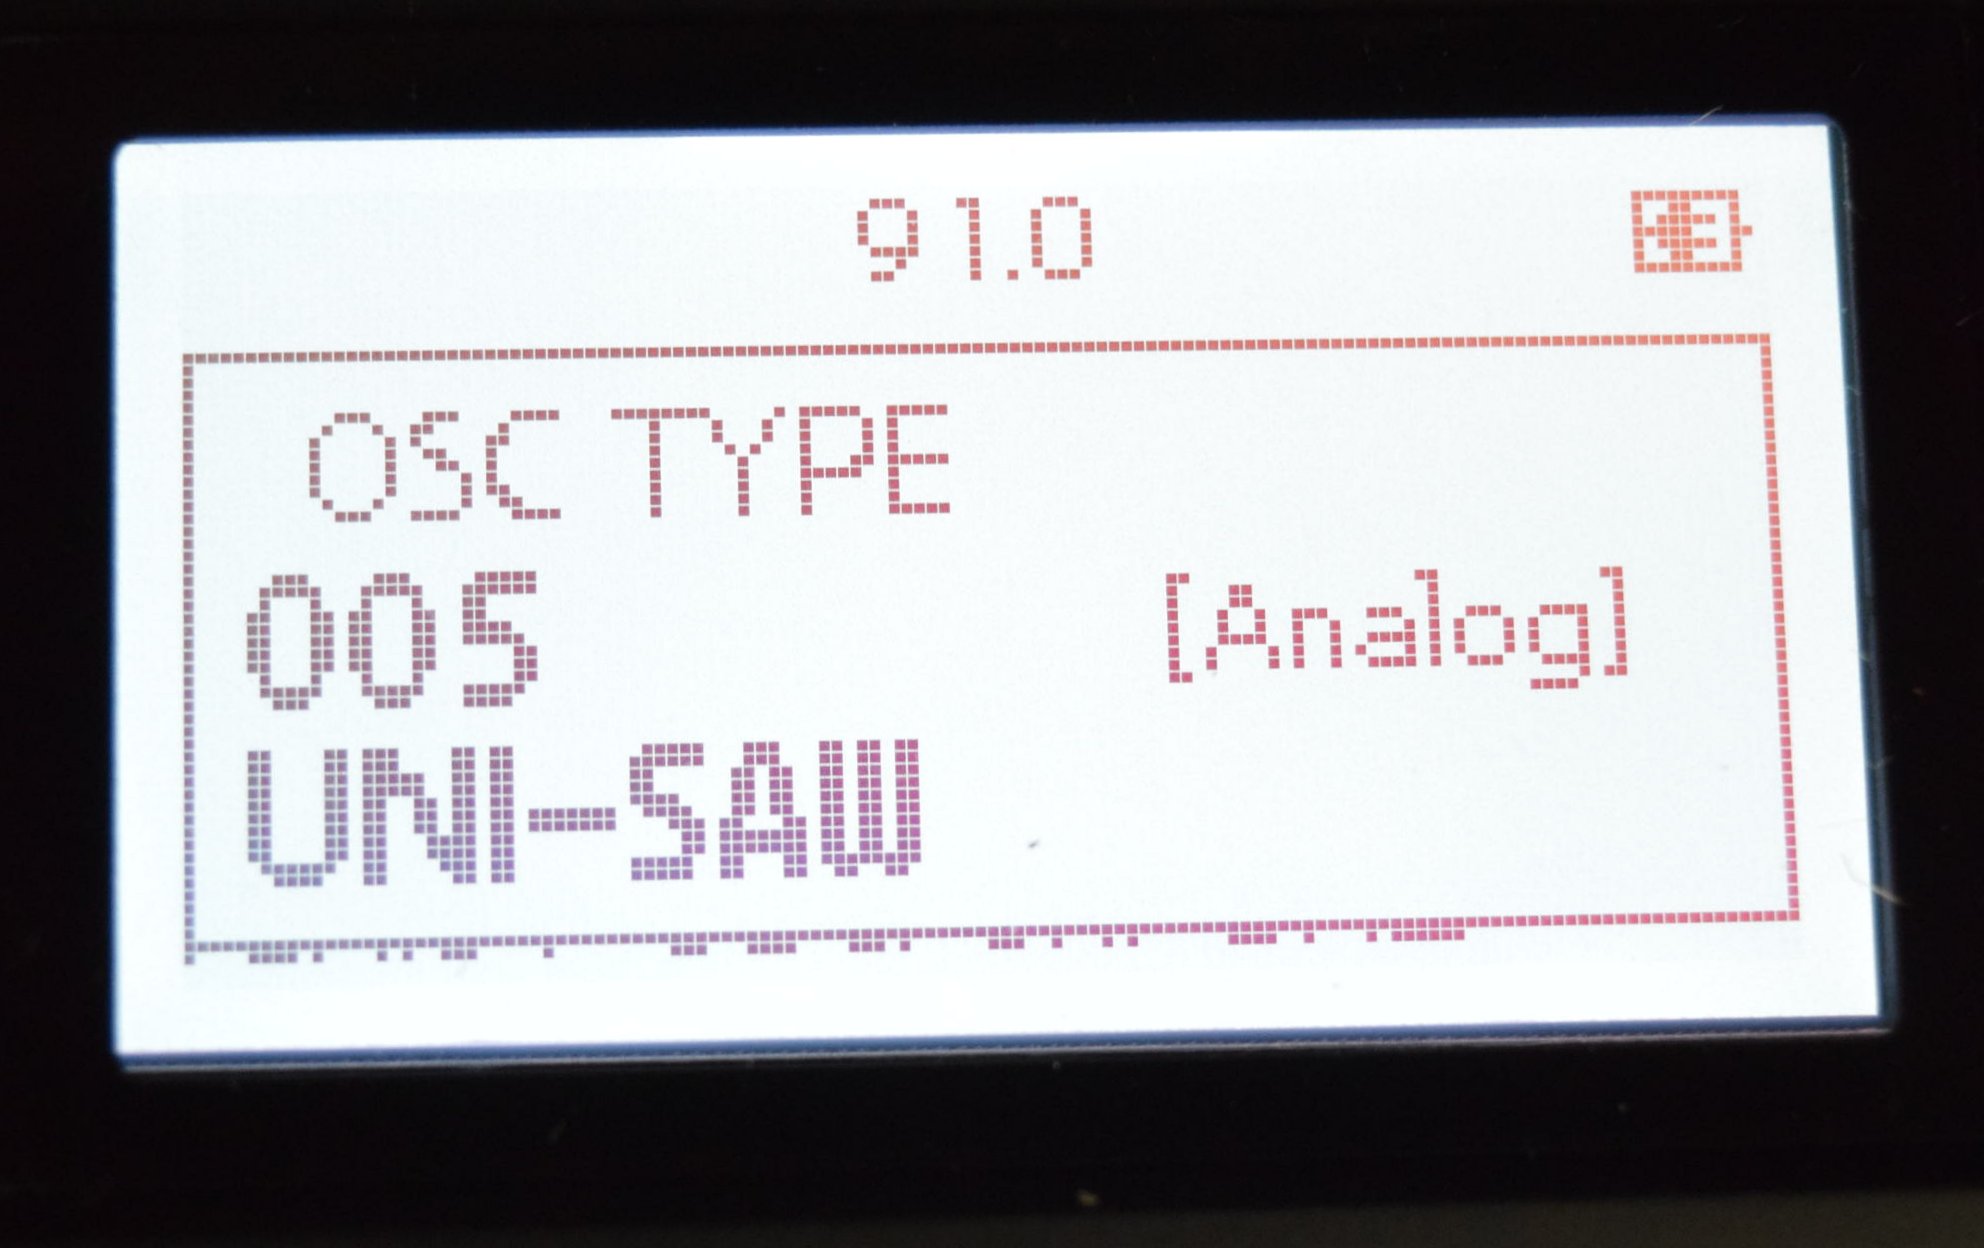 91.0
OSC TYPE
005 [Analog]
UNI-SAW